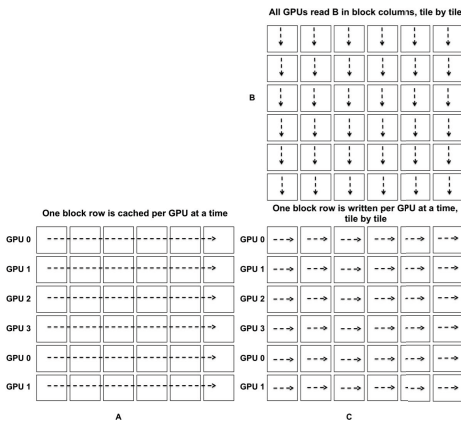 All GPUs read B in block columns, tile by tile
B
One block row is cached per GPU at a time
One block row is written per GPU at a time,
tile by tile
GPU 0
GPU 0
GPU 1
GPU 1
GPU 2
GPU 2
GPU 3
GPU 3
GPU 0
GPU 0
GPU 1
GPU 1
A
C